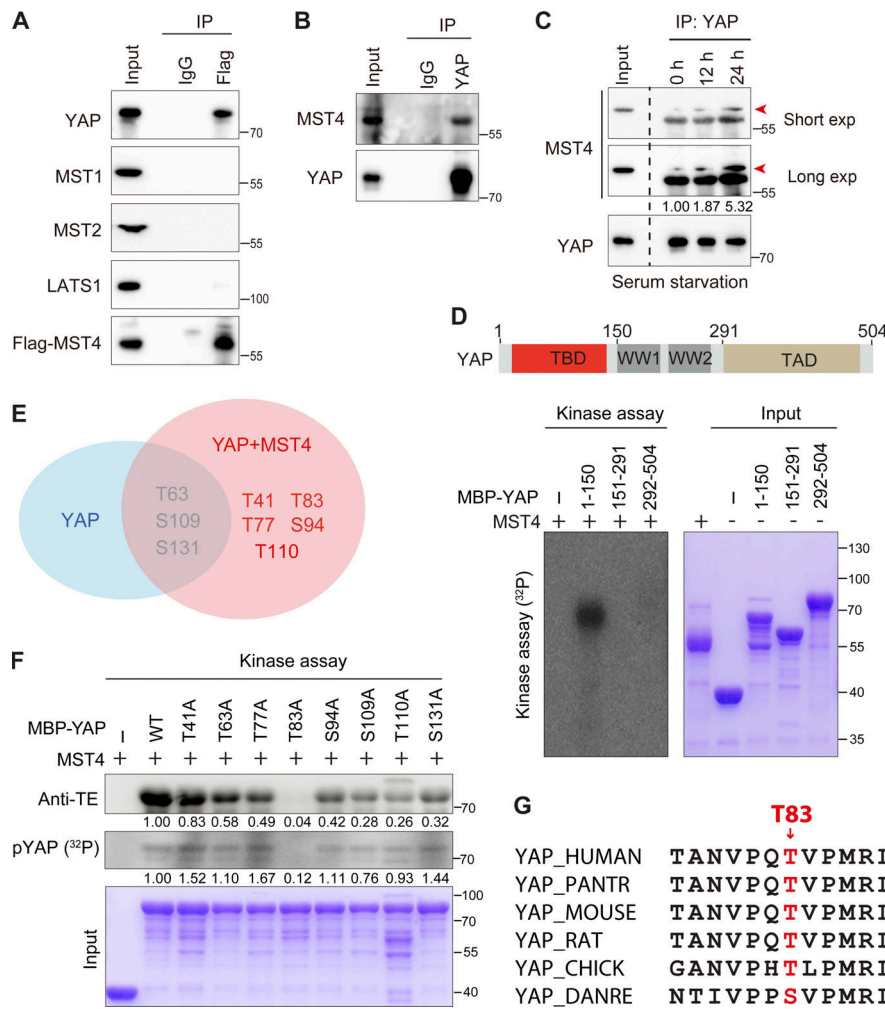 A
IP
Input
IgG
Flag
YAP
70
MST1
55
MST2
55
LATS1
100
Flag-MST4
55
B
IP
Input
IgG
YAP
MST4
55
YAP
70
C
IP: YAP
Input
0 h
12 h
24 h
MST4
55
Short exp
55
Long exp
1.00 1.87 5.32
YAP
70
Serum starvation
D
1 150 291 504
YAP TBD WW1 WW2 TAD
Kinase assay Input
MBP-YAP – 1-150 151-291 292-504 – 1-150 151-291 292-504
MST4 + + + + + - - - -
Kinase assay (³²P)
130
100
70
55
40
35
E
YAP
YAP+MST4
T63
S109
S131
T41 T83
T77 S94
T110
F
Kinase assay
MBP-YAP – WT T41A T63A T77A T83A S94A S109A T110A S131A
MST4 + + + + + + + + + +
Anti-TE
70
1.00 0.83 0.58 0.49 0.04 0.42 0.28 0.26 0.32
pYAP (³²P)
70
1.00 1.52 1.10 1.67 0.12 1.11 0.76 0.93 1.44
Input
100
70
55
40
G
T83
↓
YAP_HUMAN TANVPQTVPMRI
YAP_PANTR TANVPQTVPMRI
YAP_MOUSE TANVPQTVPMRI
YAP_RAT TANVPQTVPMRI
YAP_CHICK GANVPHTLPMRI
YAP_DANRE NTIVPPSVPMRI